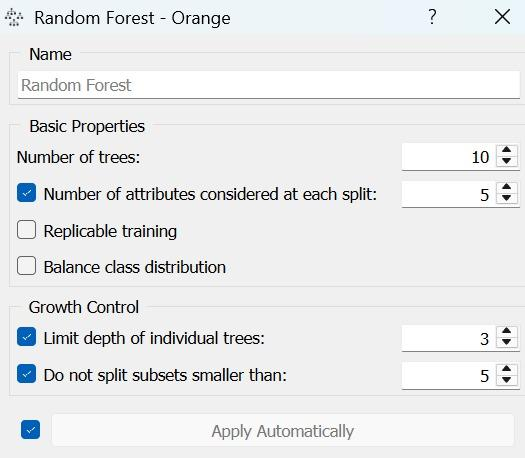 Random Forest - Orange ?
Name
Random Forest
Basic Properties
Number of trees: 10
Number of attributes considered at each split: 5
Replicable training
Balance class distribution
Growth Control
Limit depth of individual trees: 3
Do not split subsets smaller than: 5
Apply Automatically